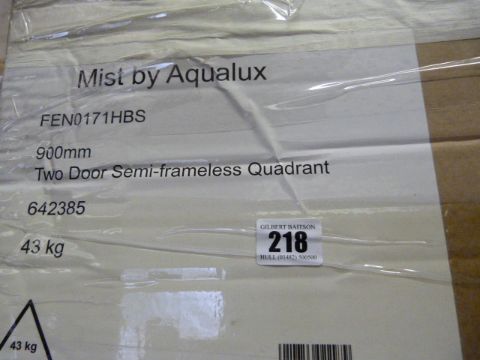 Mist by Aqualux
FEN0171HBS
900mm
Two Door Semi-frameless Quadrant
642385
GILBERT BAITSON
218
HULL (01482) 500500
43 kg
43 kg